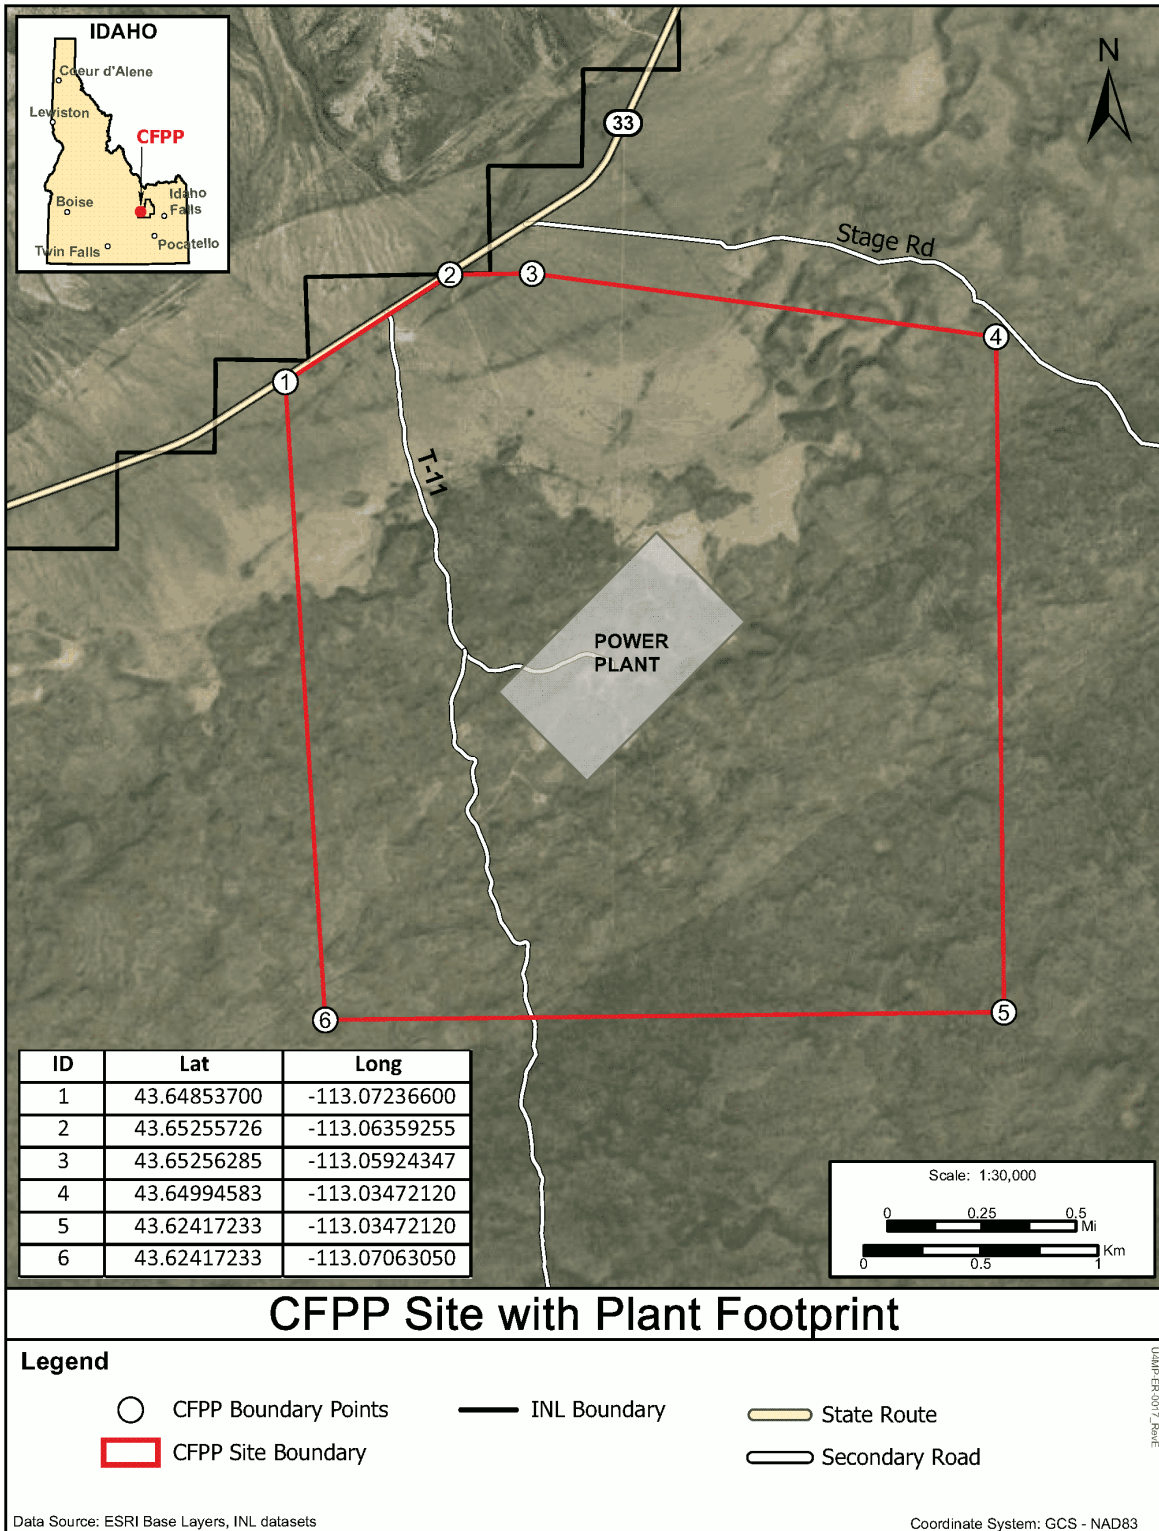 IDAHO
Coeur d'Alene
Lewiston
CFPP
Boise
Idaho
Falls
Twin Falls
Pocatello
N
33
Stage Rd
2
3
4
1
T-11
POWER
PLANT
5
6
ID Lat Long
1 43.64853700 -113.07236600
2 43.65255726 -113.06359255
3 43.65256285 -113.05924347
4 43.64994583 -113.03472120
5 43.62417233 -113.03472120
6 43.62417233 -113.07063050
Scale: 1:30,000
0 0.25 0.5
Mi
Km
0 0.5 1
CFPP Site with Plant Footprint
Legend
CFPP Boundary Points
INL Boundary
State Route
CFPP Site Boundary
Secondary Road
U4MP-ER-0017_RevE
Data Source: ESRI Base Layers, INL datasets
Coordinate System: GCS - NAD83